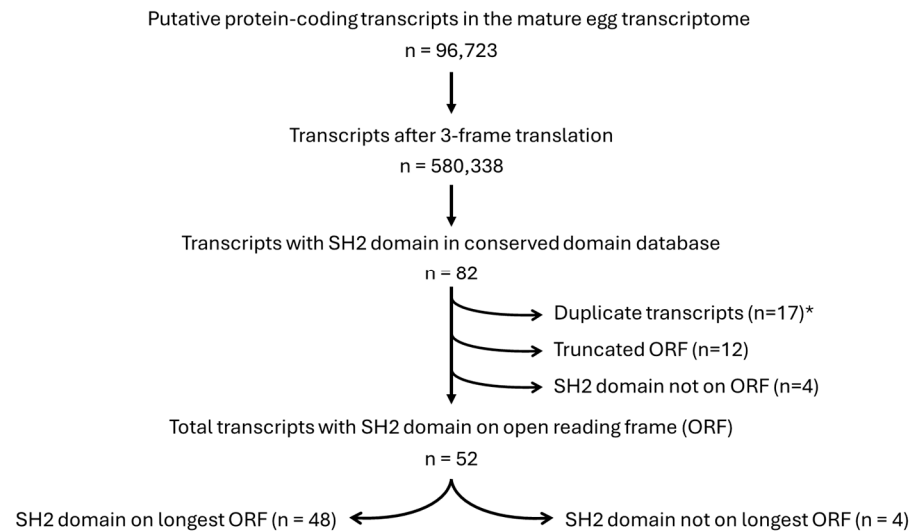 Putative protein-coding transcripts in the mature egg transcriptome
n = 96,723
Transcripts after 3-frame translation
n = 580,338
Transcripts with SH2 domain in conserved domain database
n = 82
Duplicate transcripts (n=17)*
Truncated ORF (n=12)
SH2 domain not on ORF (n=4)
Total transcripts with SH2 domain on open reading frame (ORF)
n = 52
SH2 domain on longest ORF (n = 48)
SH2 domain not on longest ORF (n = 4)